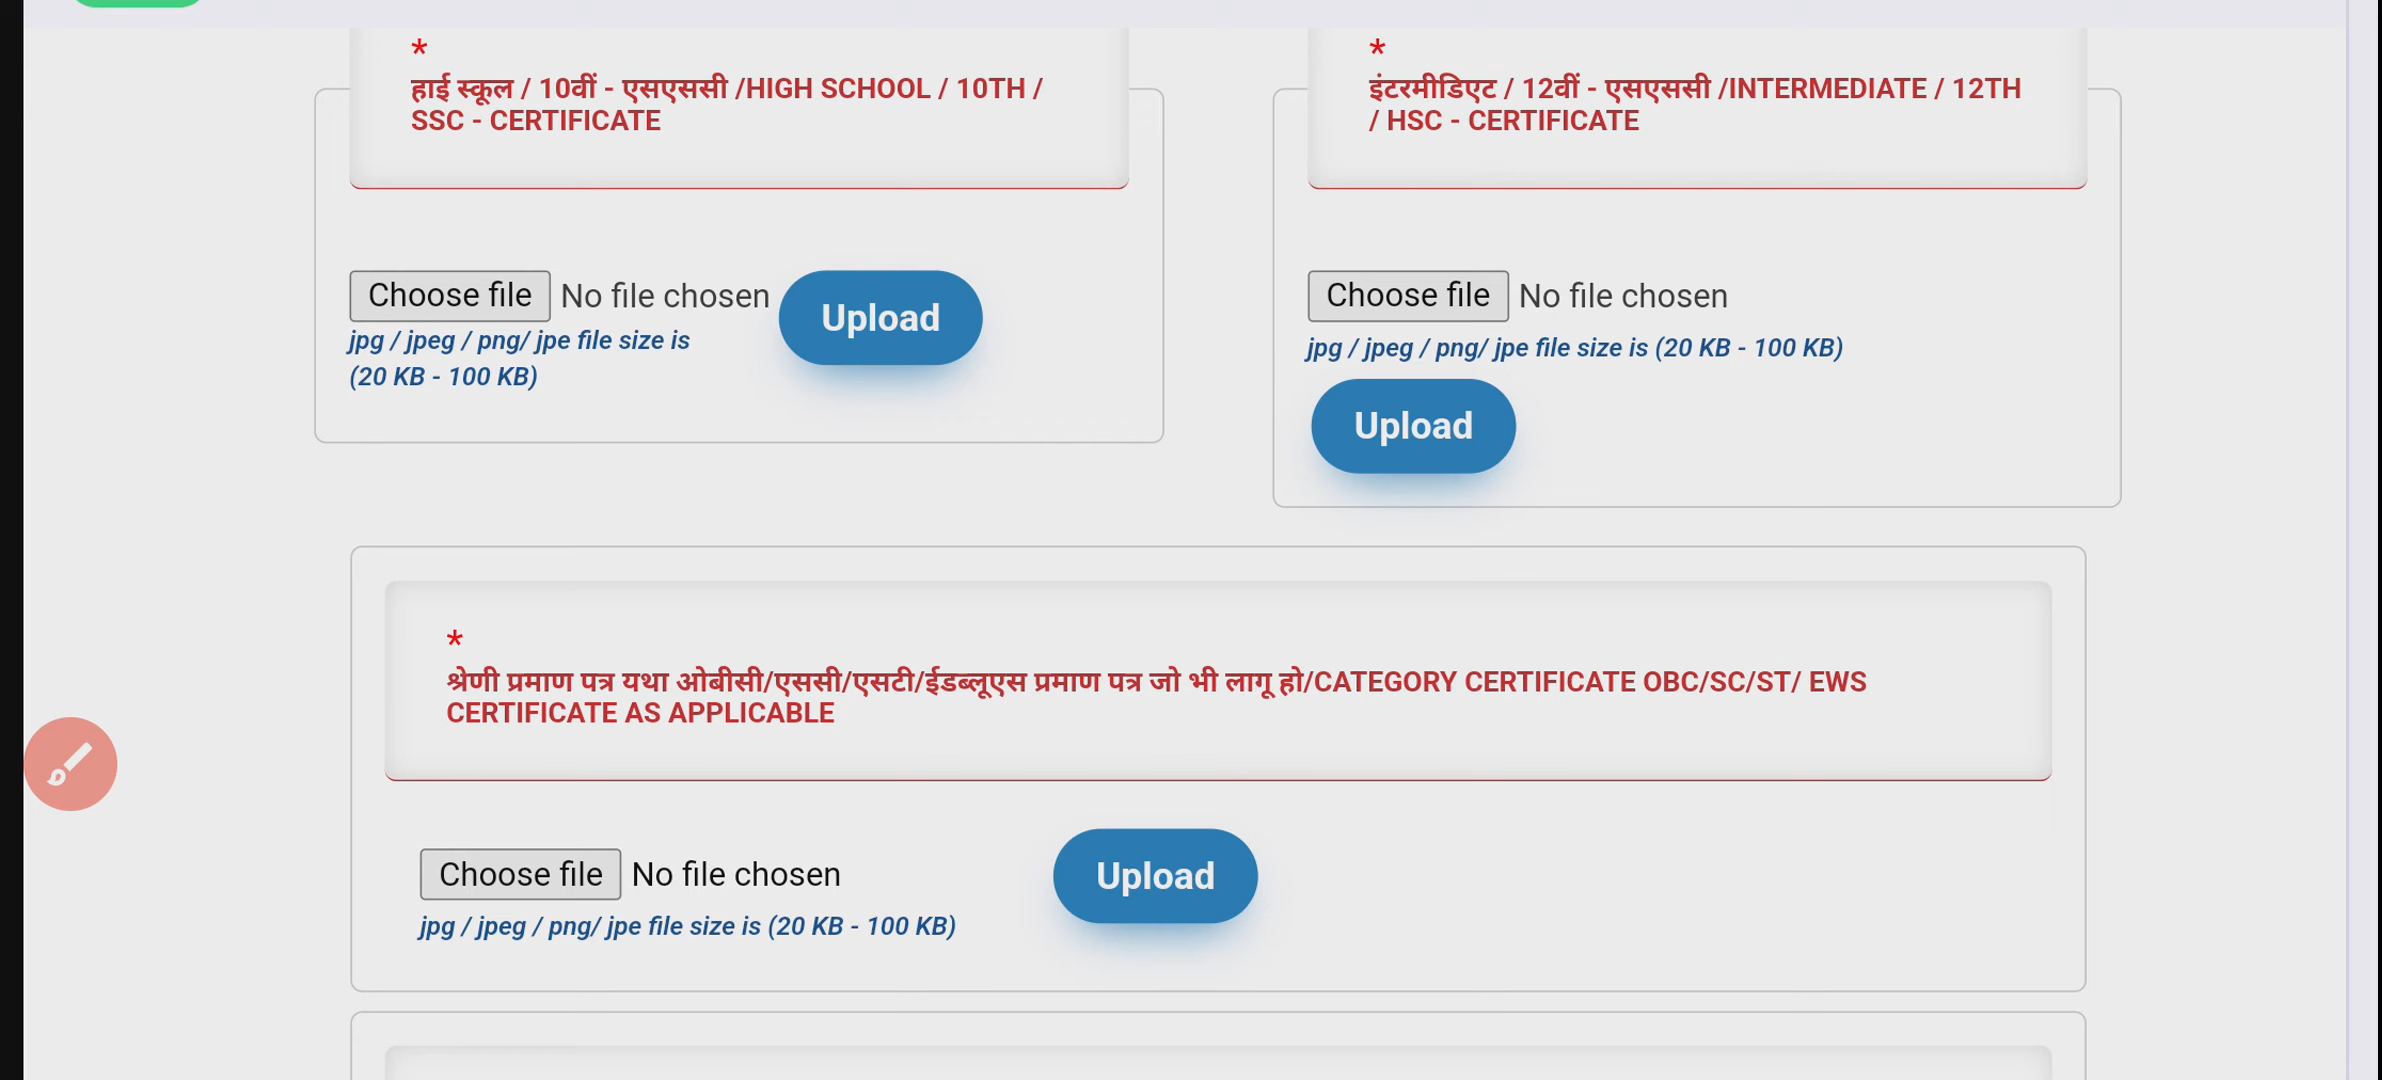 *
हाई स्कूल / 10वीं - एसएससी /HIGH SCHOOL / 10TH /
SSC - CERTIFICATE
Choose file No file chosen
Upload
jpg / jpeg / png/ jpe file size is
(20 KB - 100 KB)
*
इंटरमीडिएट / 12वीं - एसएससी /INTERMEDIATE / 12TH
/ HSC - CERTIFICATE
Choose file No file chosen
jpg / jpeg / png/ jpe file size is (20 KB - 100 KB)
Upload
*
श्रेणी प्रमाण पत्र यथा ओबीसी/एससी/एसटी/ईडब्लूएस प्रमाण पत्र जो भी लागू हो/CATEGORY CERTIFICATE OBC/SC/ST/ EWS
CERTIFICATE AS APPLICABLE
Choose file No file chosen
Upload
jpg / jpeg / png/ jpe file size is (20 KB - 100 KB)